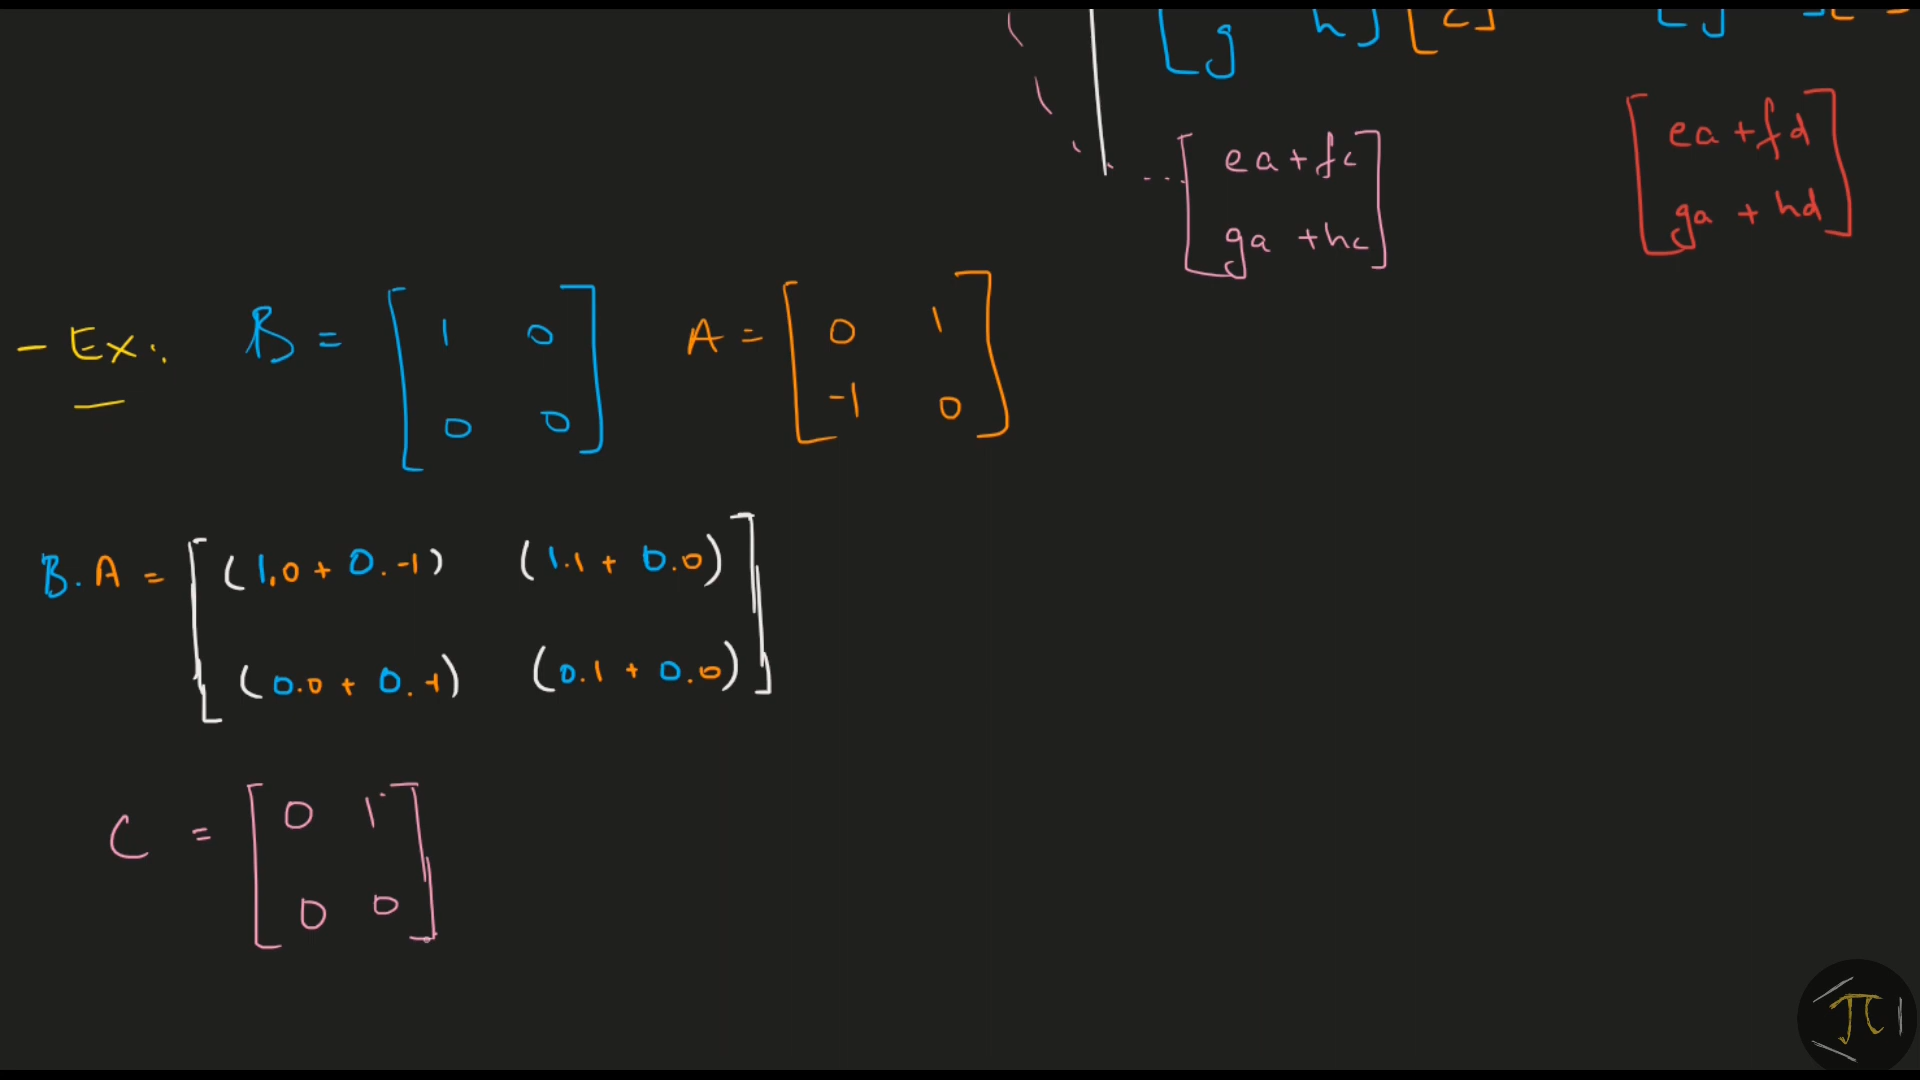 g h c g
ea + fc
ga + hc
ea + fd
ga + hd
- Ex: B = [1 0 A = [0 1
0 0] -1 0]
B.A = [(1.0 + 0.-1) (1.1 + 0.0)
(0.0 + 0.-1) (0.1 + 0.0)]
C = [0 1
0 0]
π